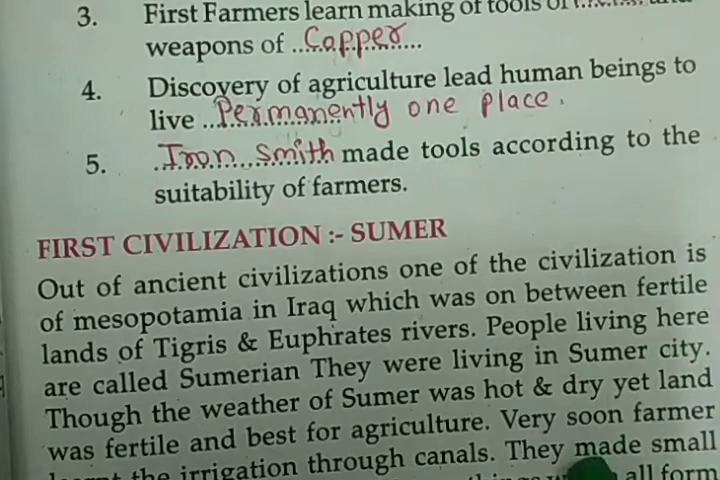 3. First Farmers learn making of tools of
weapons of ...Copper...
4. Discovery of agriculture lead human beings to
live ...Permanently one place.
5. ...Iron smith made tools according to the
suitability of farmers.
FIRST CIVILIZATION :- SUMER
Out of ancient civilizations one of the civilization is
of mesopotamia in Iraq which was on between fertile
lands of Tigris & Euphrates rivers. People living here
are called Sumerian They were living in Sumer city.
Though the weather of Sumer was hot & dry yet land
was fertile and best for agriculture. Very soon farmer
the irrigation through canals. They made small
all form